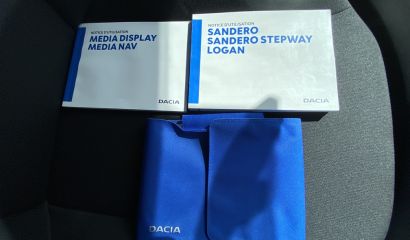 NOTICE D'UTILISATION
MEDIA DISPLAY
MEDIA NAV
DACIA
NOTICE D'UTILISATION
SANDERO
SANDERO STEPWAY
LOGAN
DACIA
DACIA